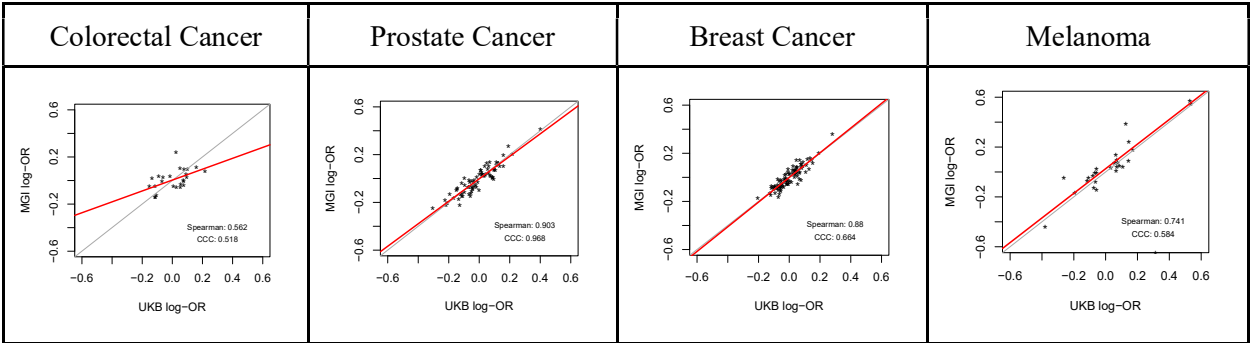 Colorectal Cancer
Prostate Cancer
Breast Cancer
Melanoma
MGI log−OR
0.6
0.2
−0.2
−0.6
Spearman: 0.562
CCC: 0.518
−0.6 −0.2 0.0 0.2 0.4 0.6
UKB log−OR
MGI log−OR
0.6
0.2
−0.2
−0.6
Spearman: 0.903
CCC: 0.968
−0.6 −0.2 0.0 0.2 0.4 0.6
UKB log−OR
MGI log−OR
0.6
0.2
−0.2
−0.6
Spearman: 0.88
CCC: 0.664
−0.6 −0.2 0.0 0.2 0.4 0.6
UKB log−OR
MGI log−OR
0.6
0.2
−0.2
−0.6
Spearman: 0.741
CCC: 0.584
−0.6 −0.2 0.0 0.2 0.4 0.6
UKB log−OR